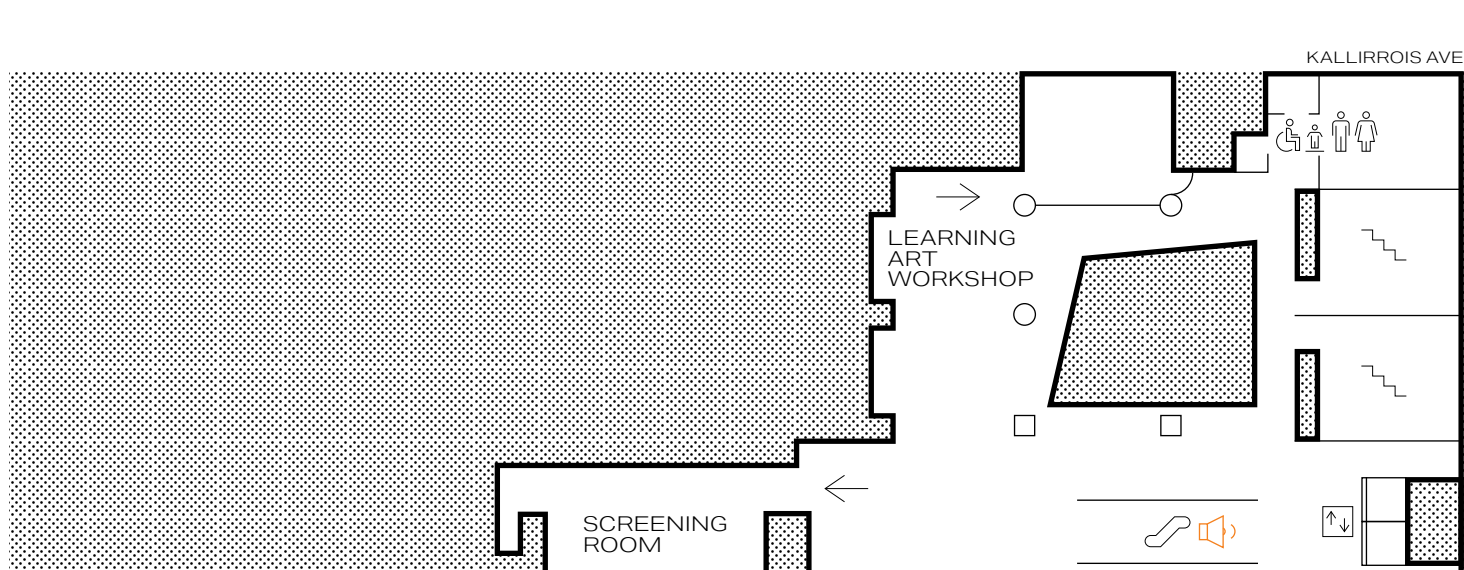 KALLIRROIS AVE
LEARNING
ART
WORKSHOP
SCREENING
ROOM